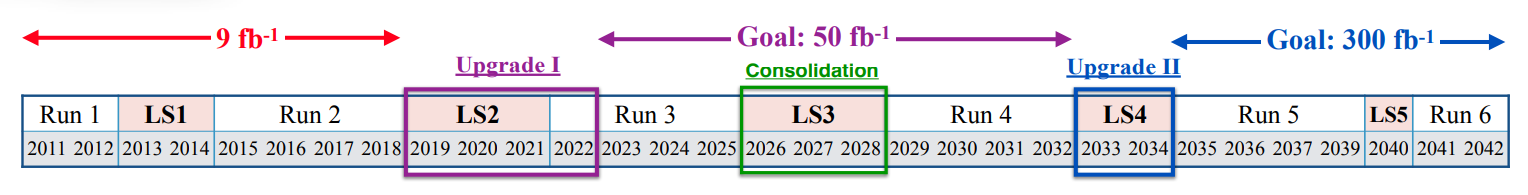 9 fb-1 Goal: 50 fb-1 Goal: 300 fb-1
Upgrade I Consolidation Upgrade II
Run 1 LS1 Run 2 LS2 Run 3 LS3 Run 4 LS4 Run 5 LS5 Run 6
2011 2012 2013 2014 2015 2016 2017 2018 2019 2020 2021 2022 2023 2024 2025 2026 2027 2028 2029 2030 2031 2032 2033 2034 2035 2036 2037 2039 2040 2041 2042